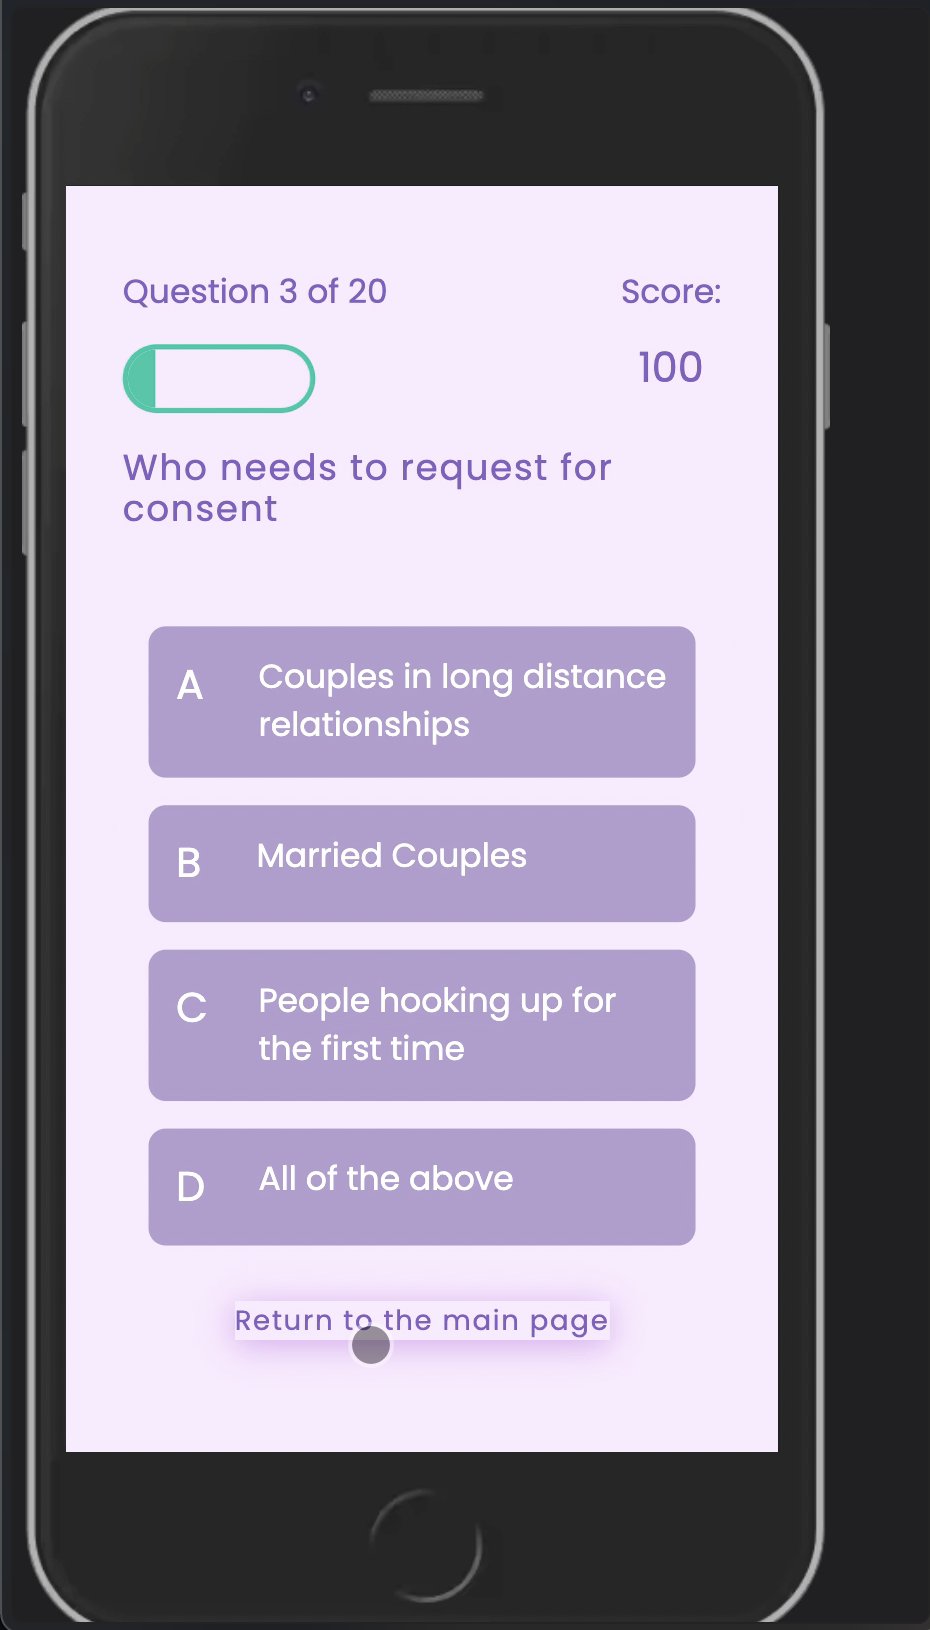 Question 3 of 20
Score:
100
Who needs to request for
consent
A Couples in long distance
relationships
B Married Couples
C People hooking up for
the first time
D All of the above
Return to the main page